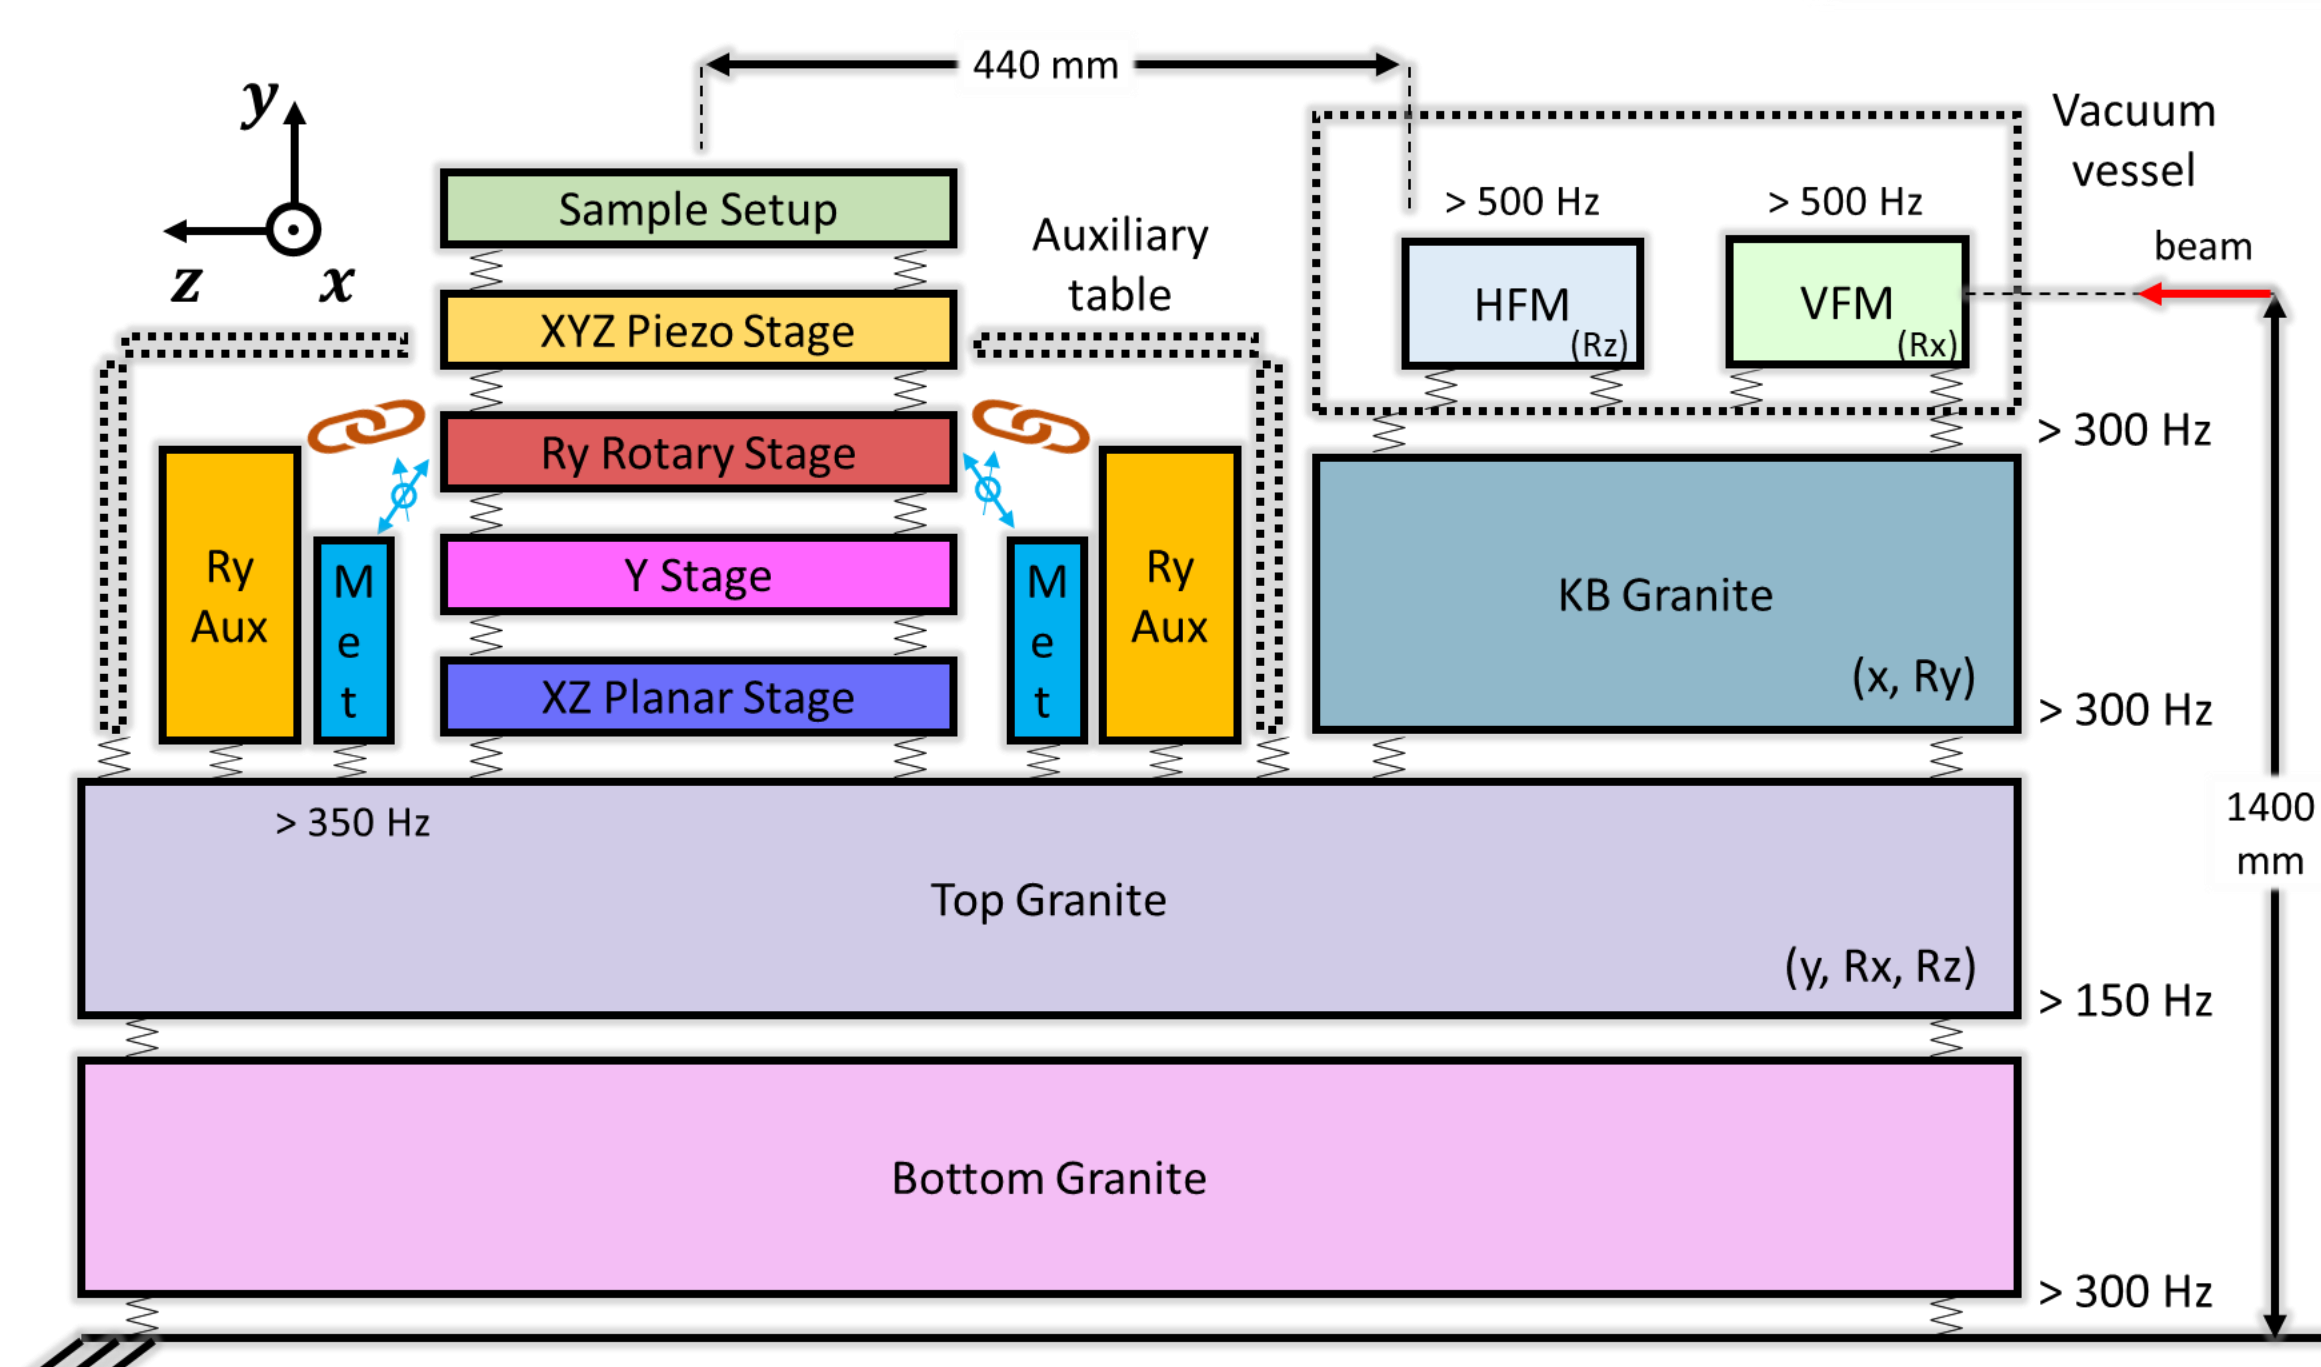 440 mm
y
z
x
Vacuum
vessel
Sample Setup
Auxiliary
table
> 500 Hz
> 500 Hz
beam
XYZ Piezo Stage
HFM
(Rz)
VFM
(Rx)
> 300 Hz
Ry Rotary Stage
Ry
Aux
M
e
t
Y Stage
XZ Planar Stage
M
e
t
Ry
Aux
KB Granite
(x, Ry)
> 300 Hz
> 350 Hz
Top Granite
(y, Rx, Rz)
1400
mm
> 150 Hz
Bottom Granite
> 300 Hz